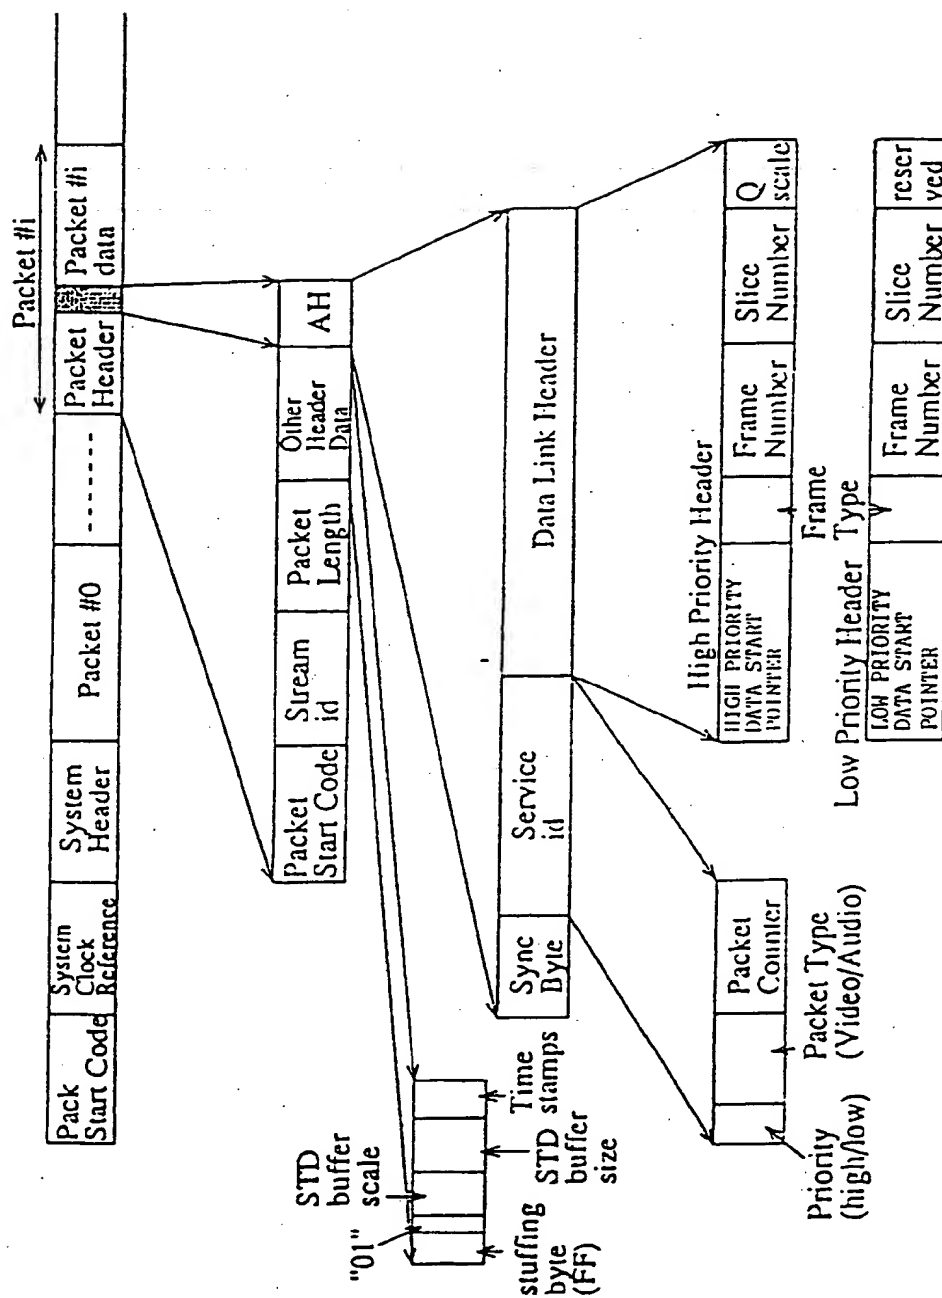 Packet #i
Pack
Start Code
System
Clock
Reference
System
Header
Packet #0
-------
Packet
Header
Packet #i
data
Packet
Start Code
Stream
id
Packet
Length
Other
Header
Data
AH
STD
buffer
scale
"01"
stuffing
byte
(FF)
STD
buffer
size
Time
stamps
Sync
Byte
Service
id
Data Link Header
Packet
Counter
Priority
(high/low)
Packet Type
(Video/Audio)
High Priority Header
HIGH PRIORITY
DATA START
POINTER
Frame
Number
Slice
Number
Q
scale
Frame
Type
Low Priority Header
LOW PRIORITY
DATA START
POINTER
Frame
Number
Slice
Number
reser
ved